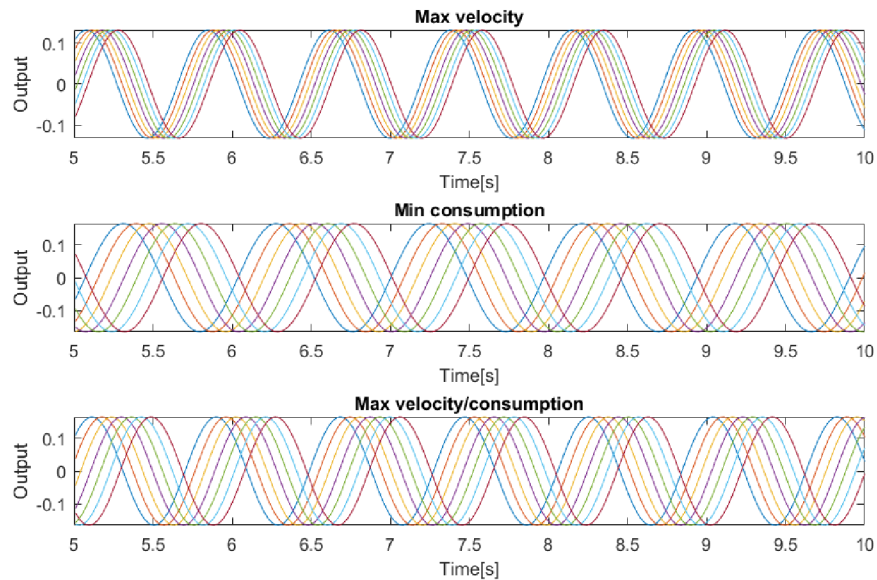 Max velocity
Output
0.1
0
-0.1
5 5.5 6 6.5 7 7.5 8 8.5 9 9.5 10
Time[s]
Min consumption
Output
0.1
0
-0.1
5 5.5 6 6.5 7 7.5 8 8.5 9 9.5 10
Time[s]
Max velocity/consumption
Output
0.1
0
-0.1
5 5.5 6 6.5 7 7.5 8 8.5 9 9.5 10
Time[s]